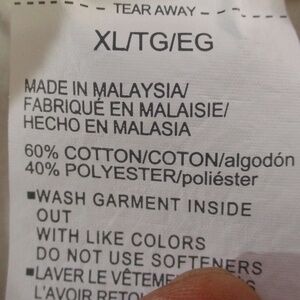 TEAR AWAY
XL/TG/EG
MADE IN MALAYSIA/
FABRIQUÉ EN MALAISIE/
HECHO EN MALASIA
60% COTTON/COTON/algodón
40% POLYESTER/poliéster
■WASH GARMENT INSIDE
OUT
WITH LIKE COLORS
DO NOT USE SOFTENERS
■LAVER LE
L'AVOIR